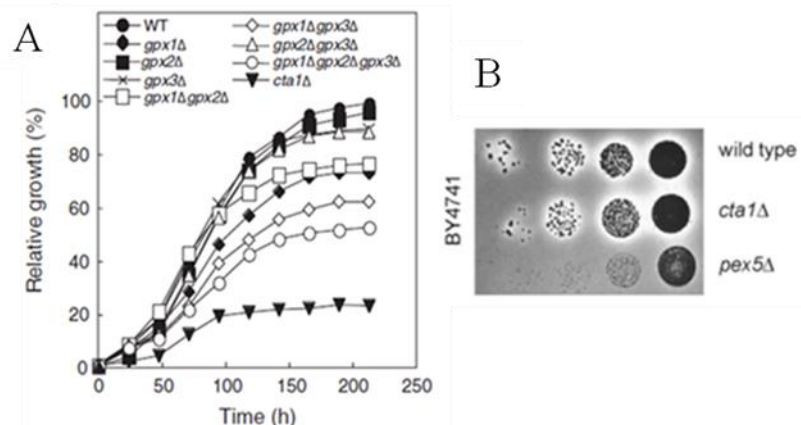 A
WT
gpx1Δ
gpx2Δ
gpx3Δ
gpx1Δgpx2Δ
gpx1Δgpx3Δ
gpx2Δgpx3Δ
gpx1Δgpx2Δgpx3Δ
cta1Δ
Relative growth (%)
100
80
60
40
20
0
0 50 100 150 200 250
Time (h)
B
BY4741
wild type
cta1Δ
pex5Δ